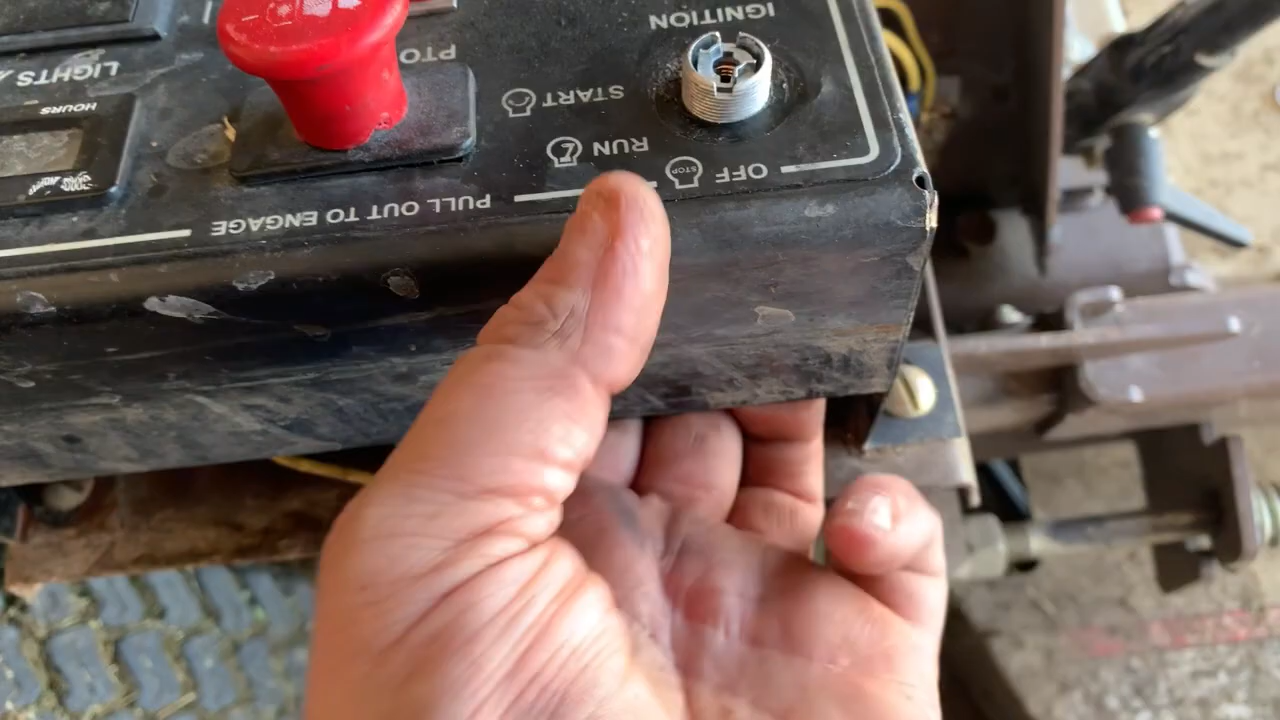 PULL OUT TO ENGAGE
OFF
STOP
RUN
START
IGNITION
PTO
HOURS
LIGHTS